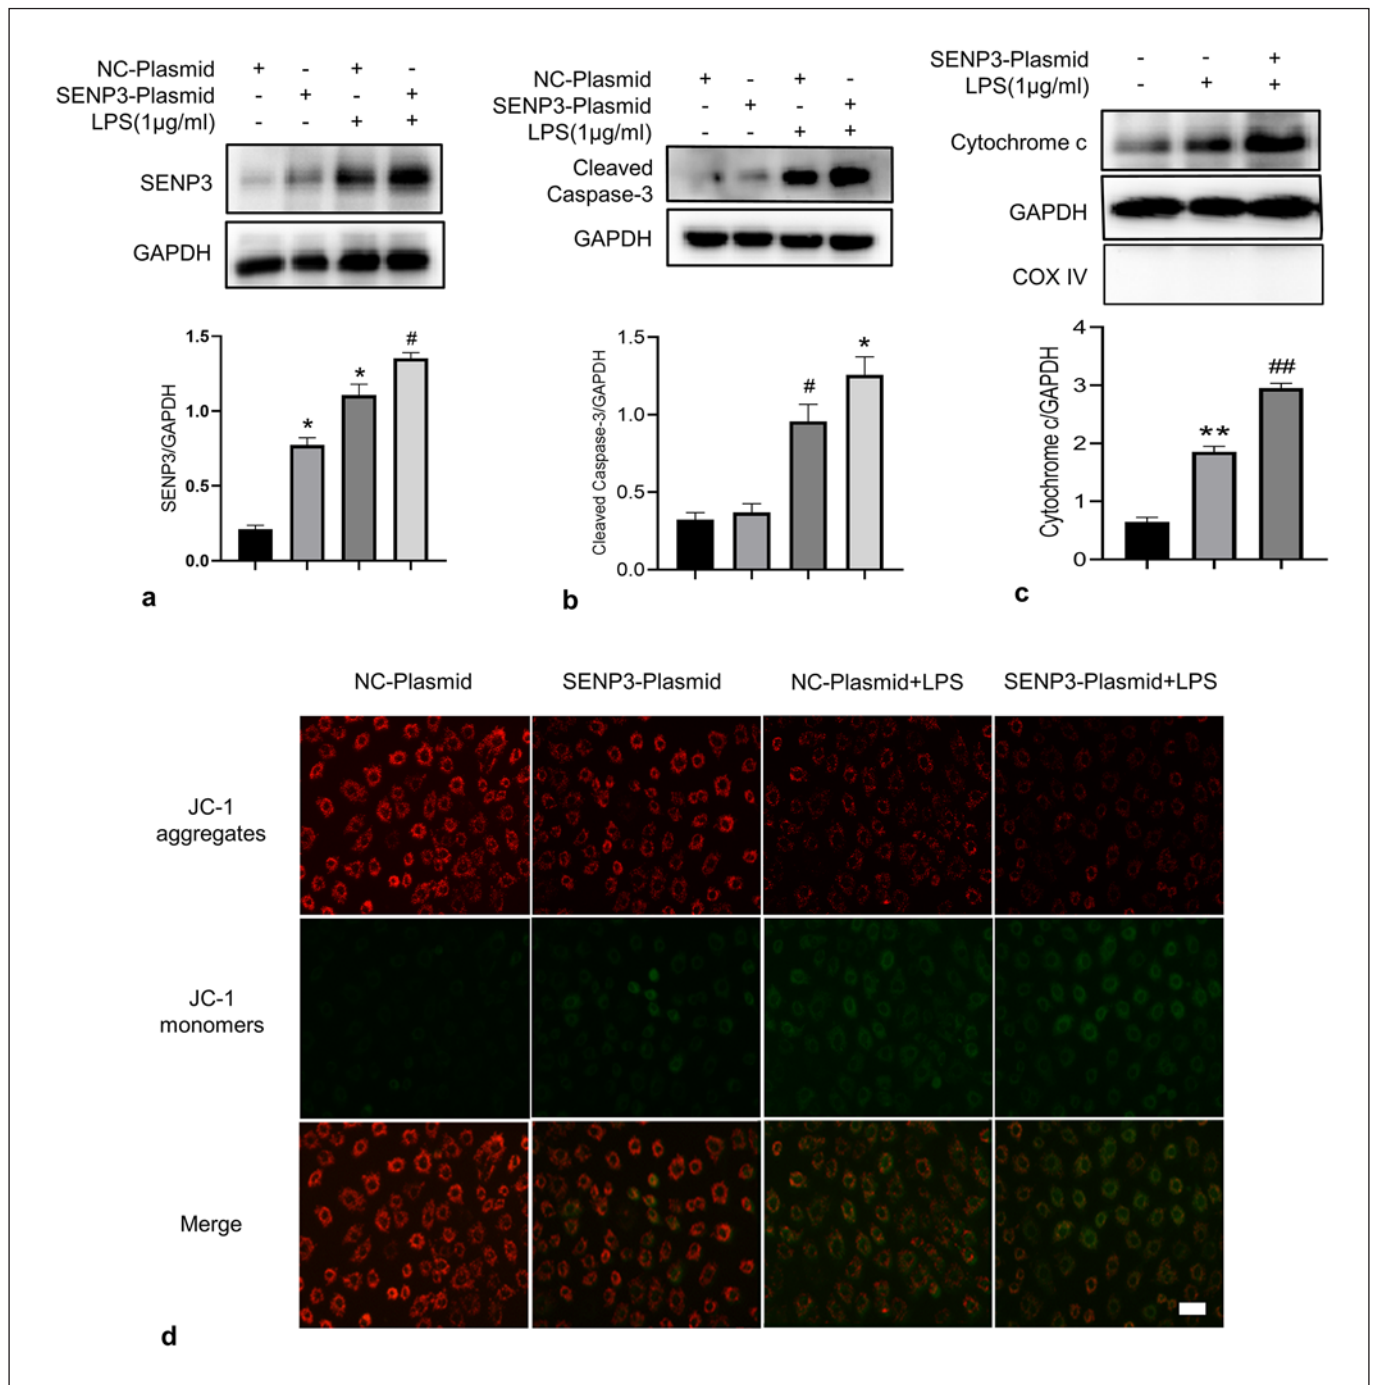 NC-Plasmid + - + -
SENP3-Plasmid - + - +
LPS(1μg/ml) - - + +
SENP3
GAPDH
SENP3/GAPDH
1.5
1.0
0.5
0.0
*
*
#
a
NC-Plasmid + - + -
SENP3-Plasmid - + - +
LPS(1μg/ml) - - + +
Cleaved
Caspase-3
GAPDH
Cleaved Caspase-3/GAPDH
1.5
1.0
0.5
0.0
#
*
b
SENP3-Plasmid - - +
LPS(1μg/ml) - + +
Cytochrome c
GAPDH
COX IV
Cytochrome c/GAPDH
4
3
2
1
0
**
##
c
NC-Plasmid SENP3-Plasmid NC-Plasmid+LPS SENP3-Plasmid+LPS
JC-1
aggregates
JC-1
monomers
Merge
d